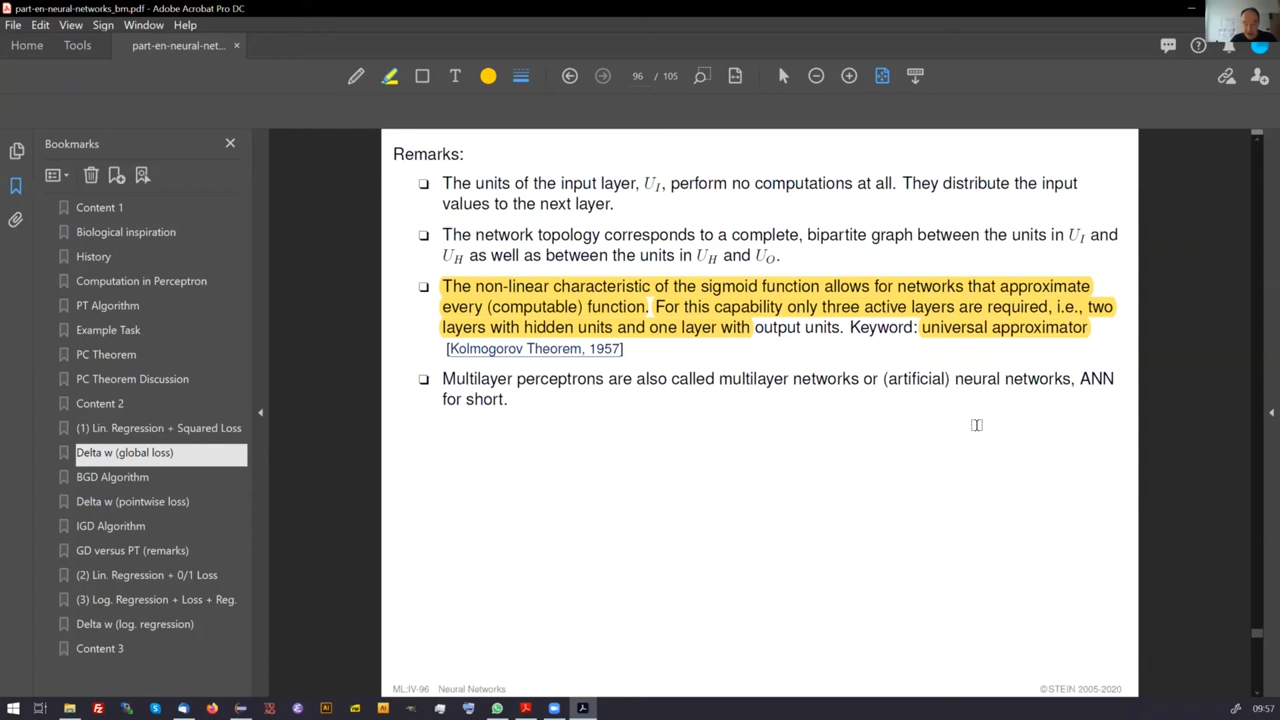 part-en-neural-networks_bm.pdf - Adobe Acrobat Pro DC
File Edit View Sign Window Help
Home Tools part-en-neural-net... ×
96 / 105
Bookmarks
Content 1
Biological inspiration
History
Computation in Perceptron
PT Algorithm
Example Task
PC Theorem
PC Theorem Discussion
Content 2
(1) Lin. Regression + Squared Loss
Delta w (global loss)
BGD Algorithm
Delta w (pointwise loss)
IGD Algorithm
GD versus PT (remarks)
(2) Lin. Regression + 0/1 Loss
(3) Log. Regression + Loss + Reg.
Delta w (log. regression)
Content 3
Remarks:
❑ The units of the input layer, U_I, perform no computations at all. They distribute the input
values to the next layer.
❑ The network topology corresponds to a complete, bipartite graph between the units in U_I and
U_H as well as between the units in U_H and U_O.
❑ The non-linear characteristic of the sigmoid function allows for networks that approximate
every (computable) function. For this capability only three active layers are required, i.e., two
layers with hidden units and one layer with output units. Keyword: universal approximator
[Kolmogorov Theorem, 1957]
❑ Multilayer perceptrons are also called multilayer networks or (artificial) neural networks, ANN
for short.
ML:IV-96 Neural Networks ©STEIN 2005-2020
09:57